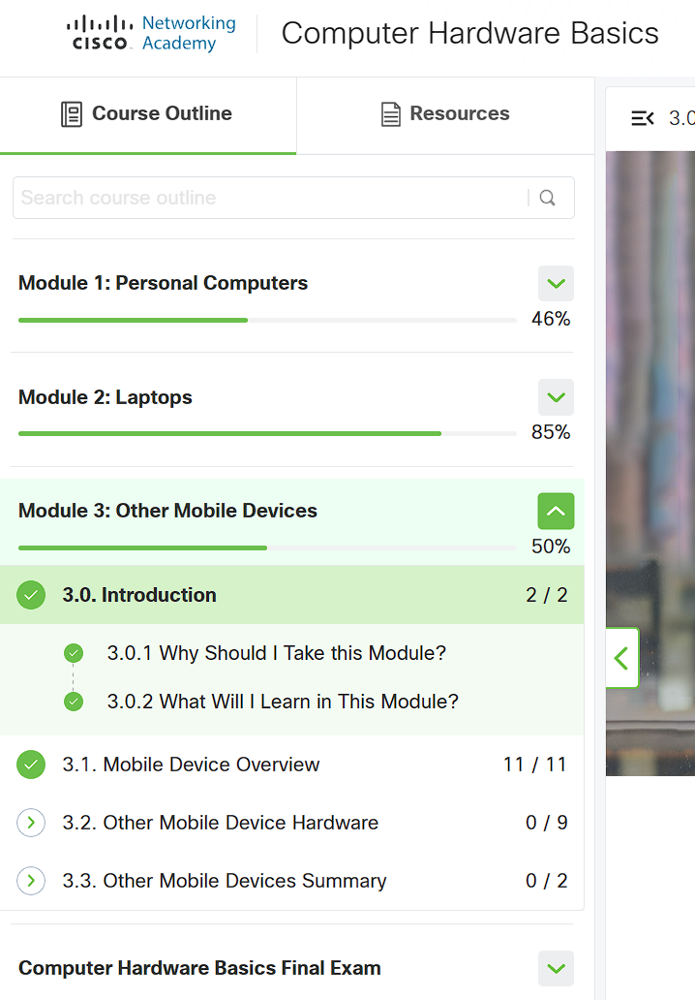 CISCO Networking Academy
Computer Hardware Basics
Course Outline
Resources
3.0
Search course outline
Module 1: Personal Computers
46%
Module 2: Laptops
85%
Module 3: Other Mobile Devices
50%
3.0. Introduction 2 / 2
3.0.1 Why Should I Take this Module?
3.0.2 What Will I Learn in This Module?
3.1. Mobile Device Overview 11 / 11
3.2. Other Mobile Device Hardware 0 / 9
3.3. Other Mobile Devices Summary 0 / 2
Computer Hardware Basics Final Exam